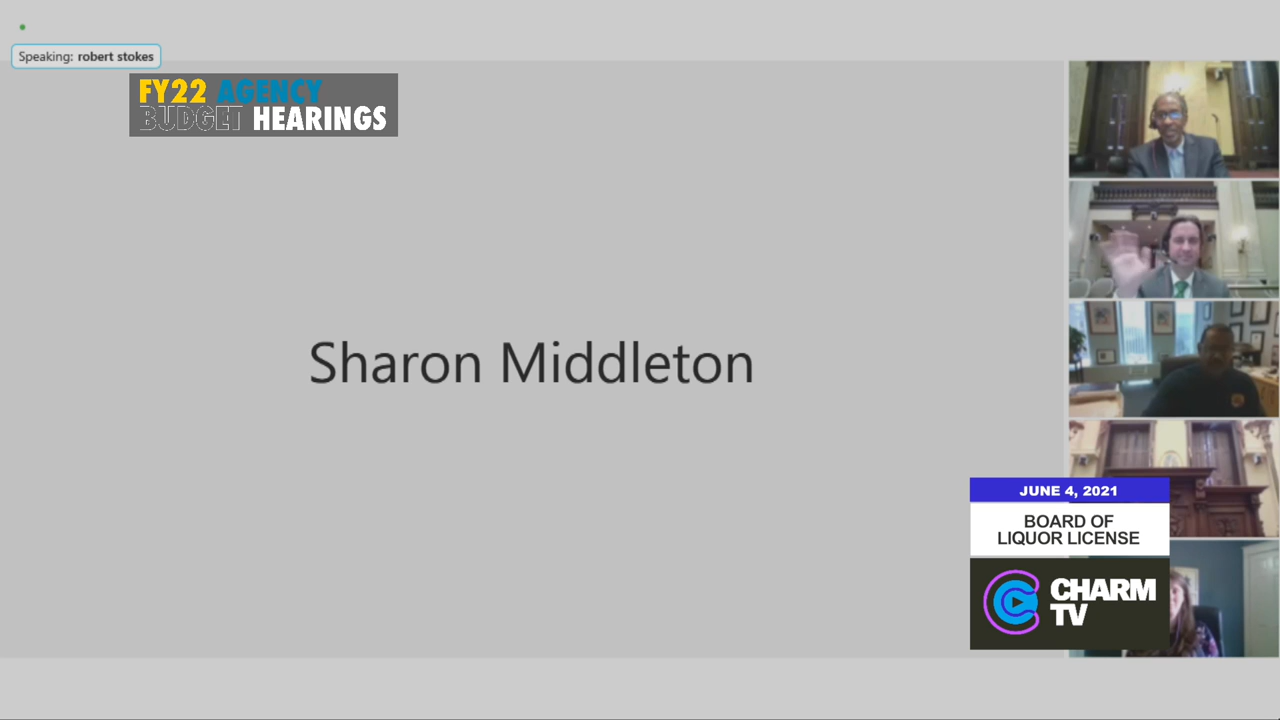 Speaking: robert stokes
FY22 AGENCY
BUDGET HEARINGS
Sharon Middleton
JUNE 4, 2021
BOARD OF
LIQUOR LICENSE
CHARM
TV